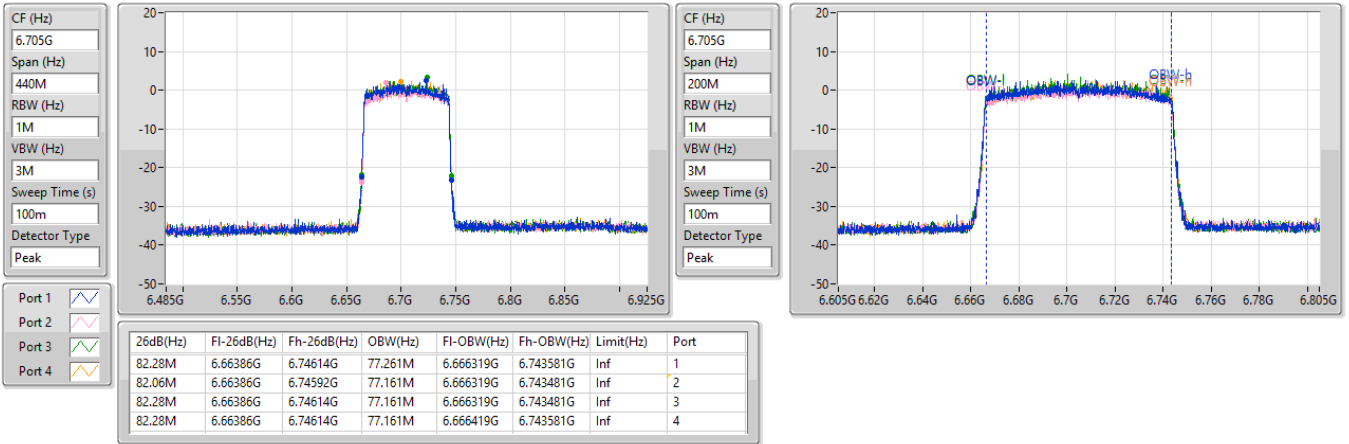 CF (Hz)
6.705G
Span (Hz)
440M
RBW (Hz)
1M
VBW (Hz)
3M
Sweep Time (s)
100m
Detector Type
Peak
20
10
0
-10
-20
-30
-40
-50
6.485G 6.55G 6.6G 6.65G 6.7G 6.75G 6.8G 6.85G 6.925G
CF (Hz)
6.705G
Span (Hz)
200M
RBW (Hz)
1M
VBW (Hz)
3M
Sweep Time (s)
100m
Detector Type
Peak
20
10
0
-10
-20
-30
-40
-50
OBW-l
OBW-h
6.605G 6.62G 6.64G 6.66G 6.68G 6.7G 6.72G 6.74G 6.76G 6.78G 6.805G
Port 1
Port 2
Port 3
Port 4
26dB(Hz) Fl-26dB(Hz) Fh-26dB(Hz) OBW(Hz) Fl-OBW(Hz) Fh-OBW(Hz) Limit(Hz) Port
82.28M 6.66386G 6.74614G 77.261M 6.666319G 6.743581G Inf 1
82.06M 6.66386G 6.74592G 77.161M 6.666319G 6.743481G Inf 2
82.28M 6.66386G 6.74614G 77.161M 6.666319G 6.743481G Inf 3
82.28M 6.66386G 6.74614G 77.161M 6.666419G 6.743581G Inf 4